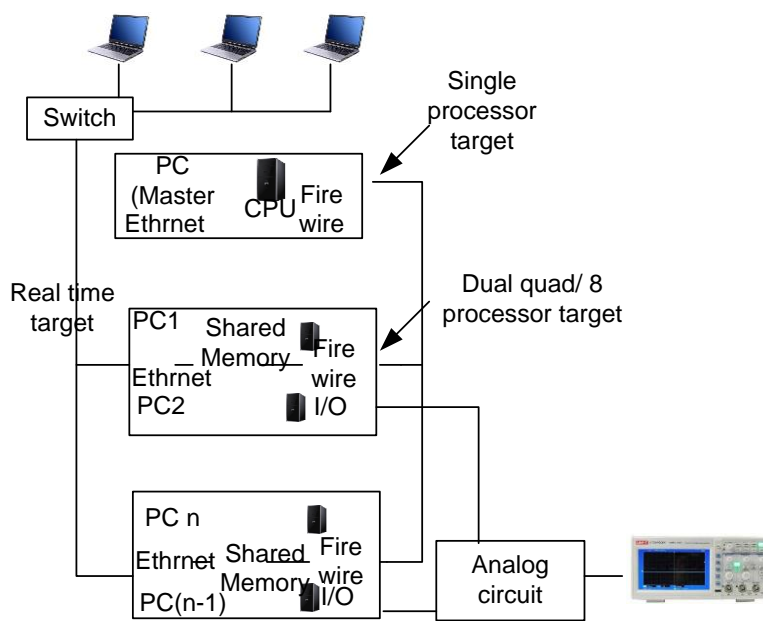 Switch
Single
processor
target
PC
(Master
Ethrnet
CPU
Fire
wire
Real time
target
Dual quad/ 8
processor target
PC1
Shared
Memory
Fire
wire
Ethrnet
PC2
I/O
PC n
Ethrnet
Shared
Memory
Fire
wire
PC(n-1)
I/O
Analog
circuit